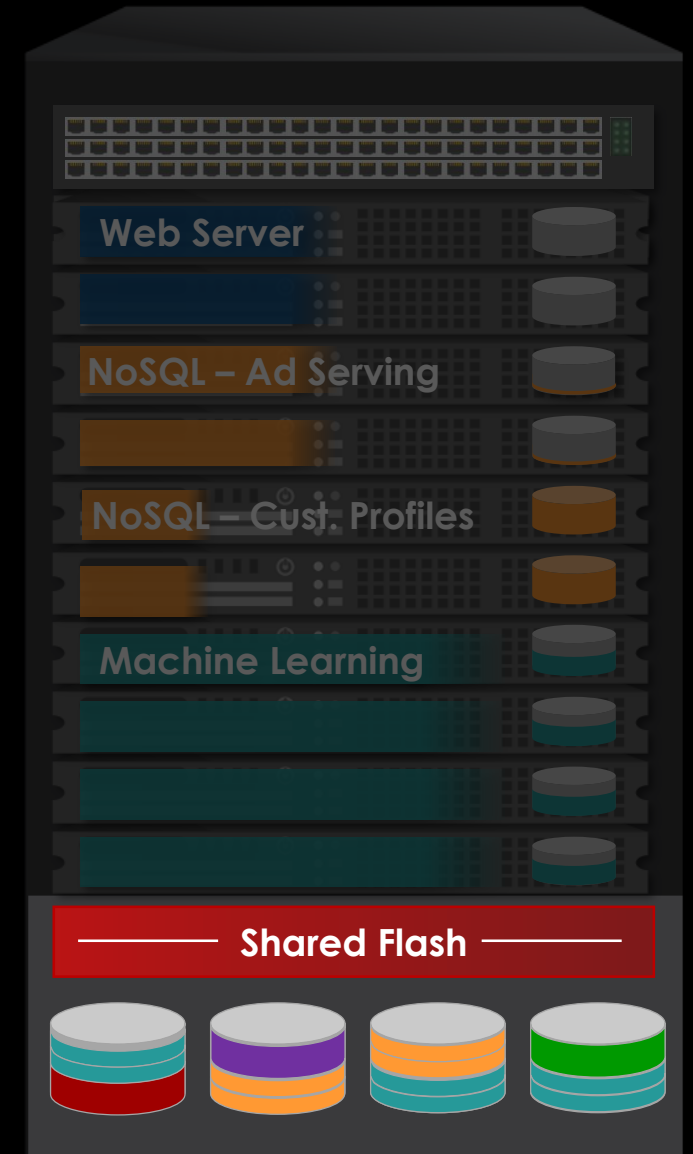 Web Server
NoSQL – Ad Serving
NoSQL – Cust. Profiles
Machine Learning
Shared Flash